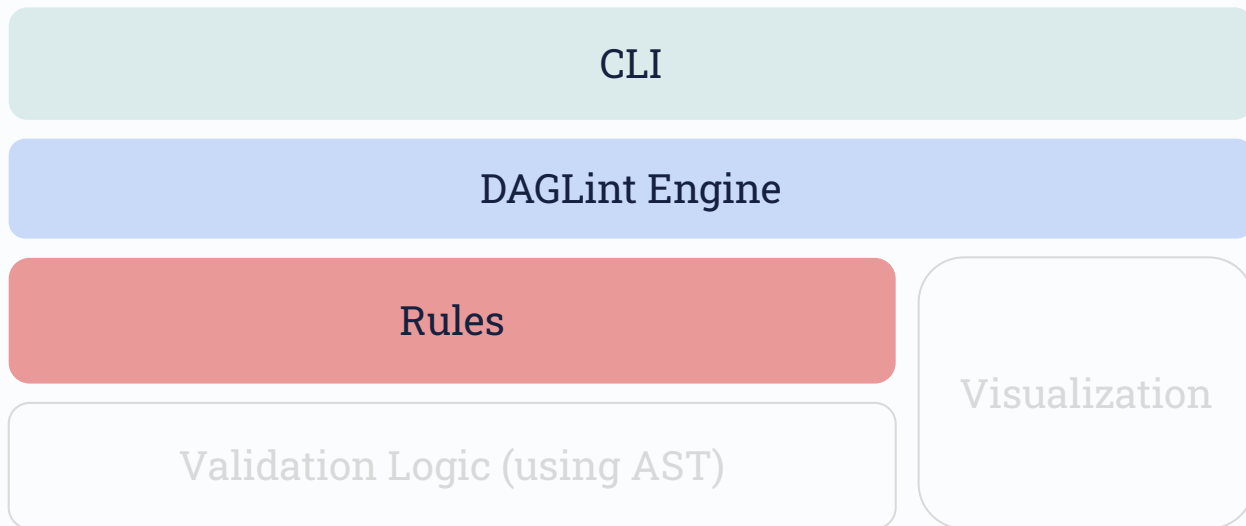 CLI
DAGLint Engine
Rules
Visualization
Validation Logic (using AST)